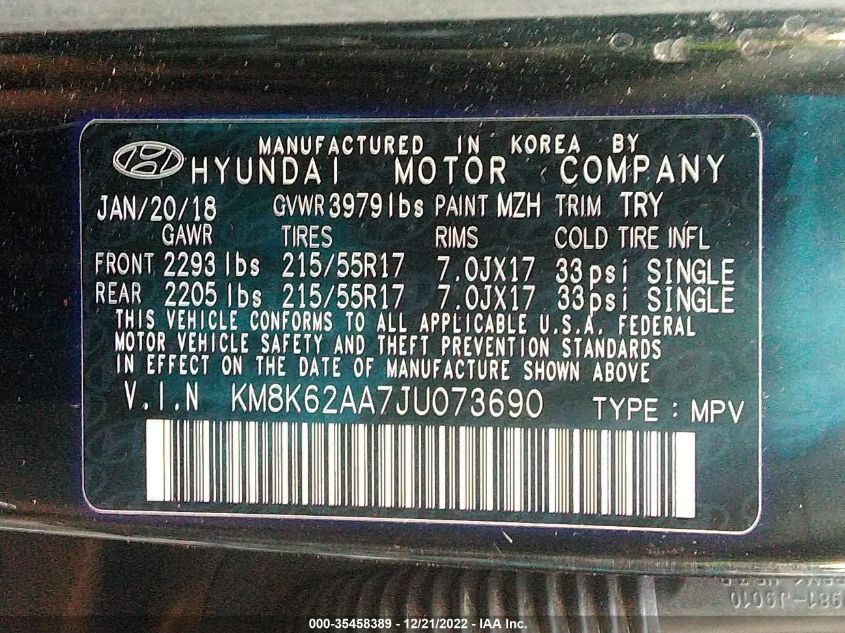 MANUFACTURED IN KOREA BY
HYUNDAI MOTOR COMPANY
JAN/20/18 GVWR 3979lbs PAINT MZH TRIM TRY
GAWR TIRES RIMS COLD TIRE INFL
FRONT 2293lbs 215/55R17 7.0JX17 33psi SINGLE
REAR 2205lbs 215/55R17 7.0JX17 33psi SINGLE
THIS VEHICLE CONFORMS TO ALL APPLICABLE U.S.A. FEDERAL
MOTOR VEHICLE SAFETY AND THEFT PREVENTION STANDARDS
IN EFFECT ON THE DATE OF MANUFACTURE SHOWN ABOVE
V.I.N KM8K62AA7JU073690 TYPE : MPV
000-35458389 - 12/21/2022 - IAA Inc.